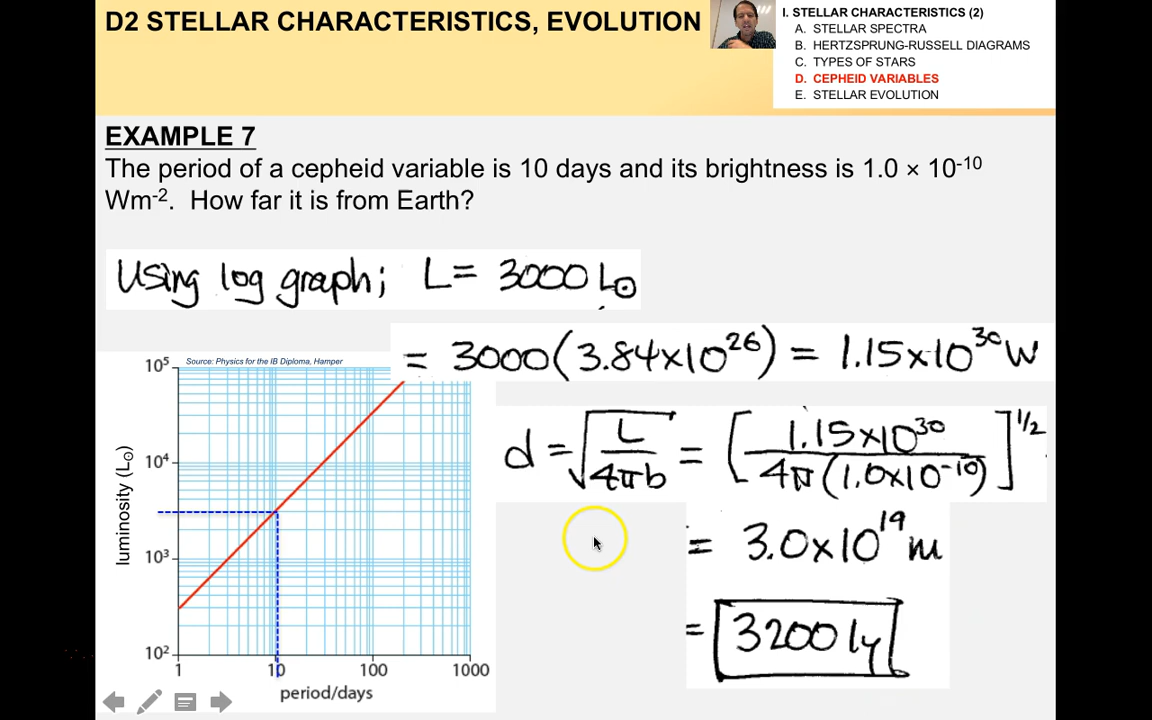 D2 STELLAR CHARACTERISTICS, EVOLUTION
I. STELLAR CHARACTERISTICS (2)
A. STELLAR SPECTRA
B. HERTZSPRUNG-RUSSELL DIAGRAMS
C. TYPES OF STARS
D. CEPHEID VARIABLES
E. STELLAR EVOLUTION
EXAMPLE 7
The period of a cepheid variable is 10 days and its brightness is 1.0 × 10⁻¹⁰
Wm⁻². How far it is from Earth?
Using log graph; L = 3000 L⊙
= 3000(3.84×10²⁶) = 1.15×10³⁰ W
Source: Physics for the IB Diploma, Hamper
10⁵
10⁴
10³
10²
luminosity (L⊙)
1 10 100 1000
period/days
d = √(L/4πb) = [1.15×10³⁰/4π(1.0×10⁻¹⁰)]^1/2
= 3.0×10¹⁹ m
= 3200 ly